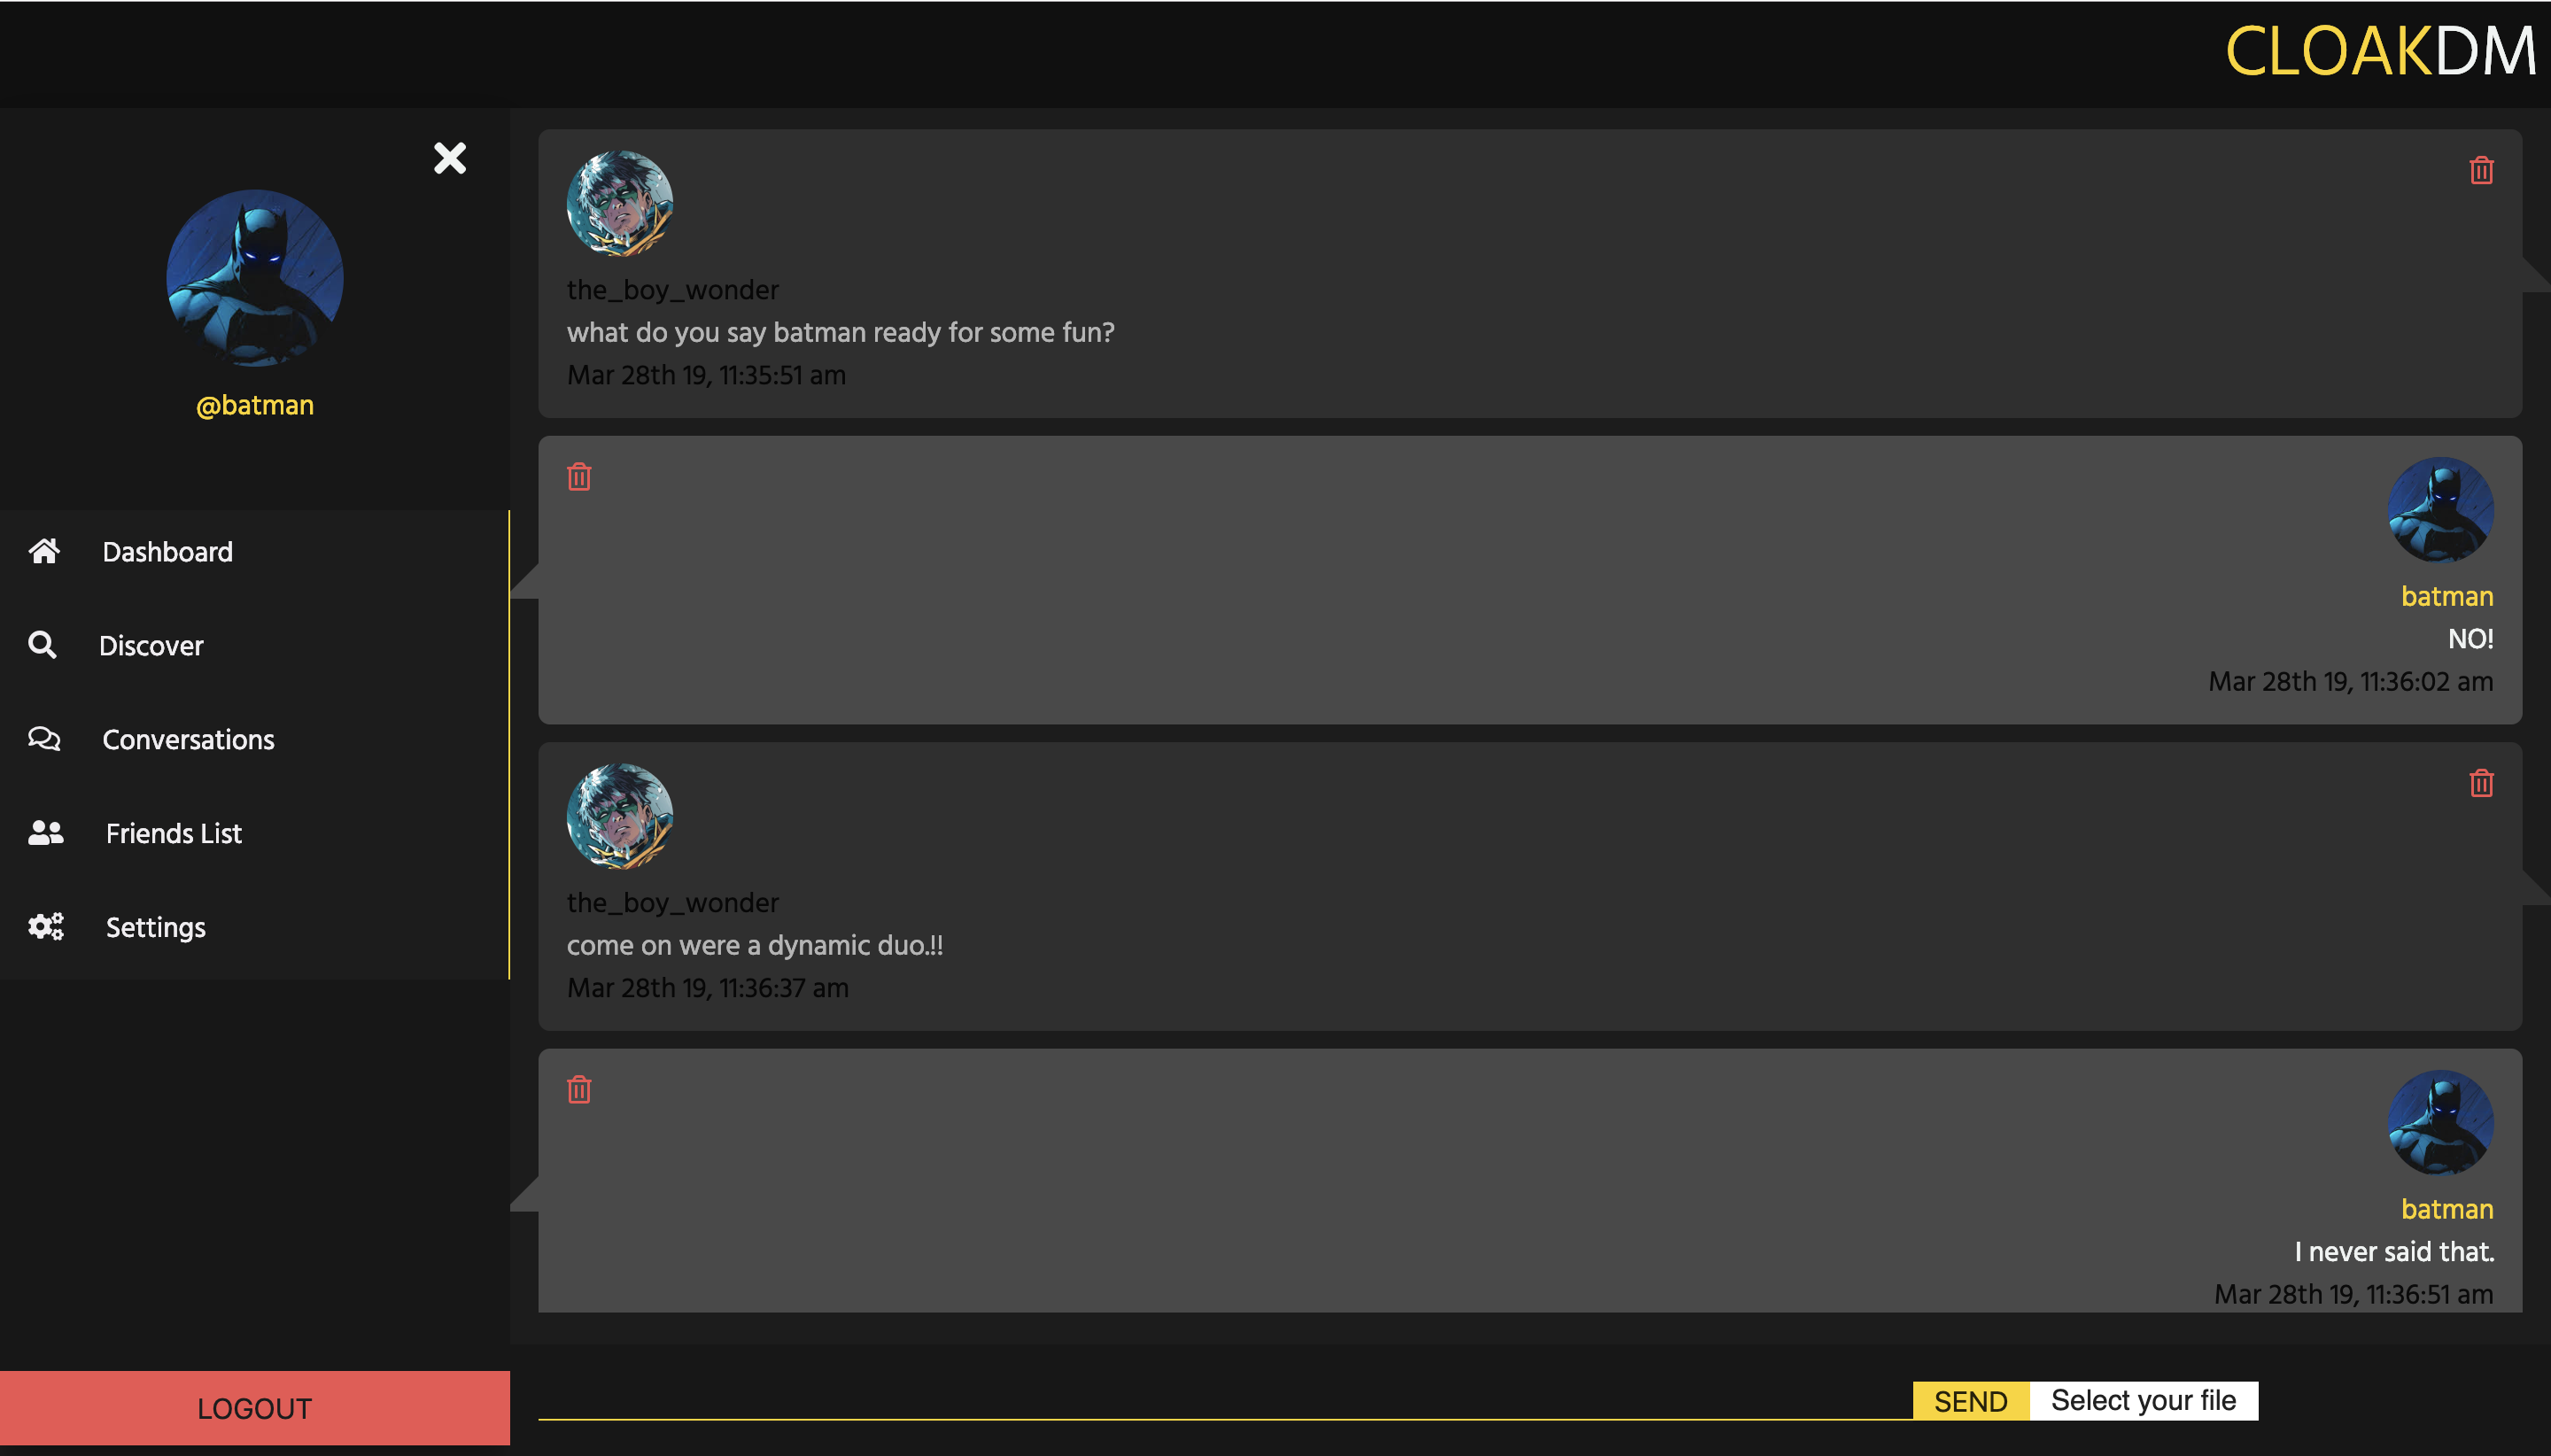 CLOAKDM
@batman
Dashboard
Discover
Conversations
Friends List
Settings
LOGOUT
the_boy_wonder
what do you say batman ready for some fun?
Mar 28th 19, 11:35:51 am
batman
NO!
Mar 28th 19, 11:36:02 am
the_boy_wonder
come on were a dynamic duo.!!
Mar 28th 19, 11:36:37 am
batman
I never said that.
Mar 28th 19, 11:36:51 am
SEND Select your file